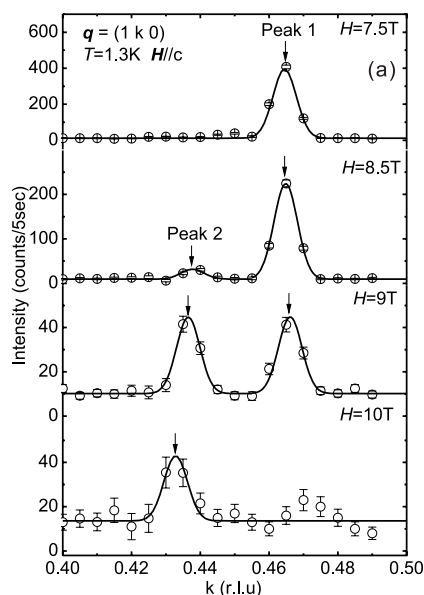 Peak 1
H=7.5T
q = (1 k 0)
T=1.3K H//c
(a)
600
400
200
0
H=8.5T
200
Peak 2
100
0
H=9T
40
20
0
H=10T
40
20
0
Intensity (counts/5sec)
0.40 0.42 0.44 0.46 0.48 0.50
k (r.l.u)